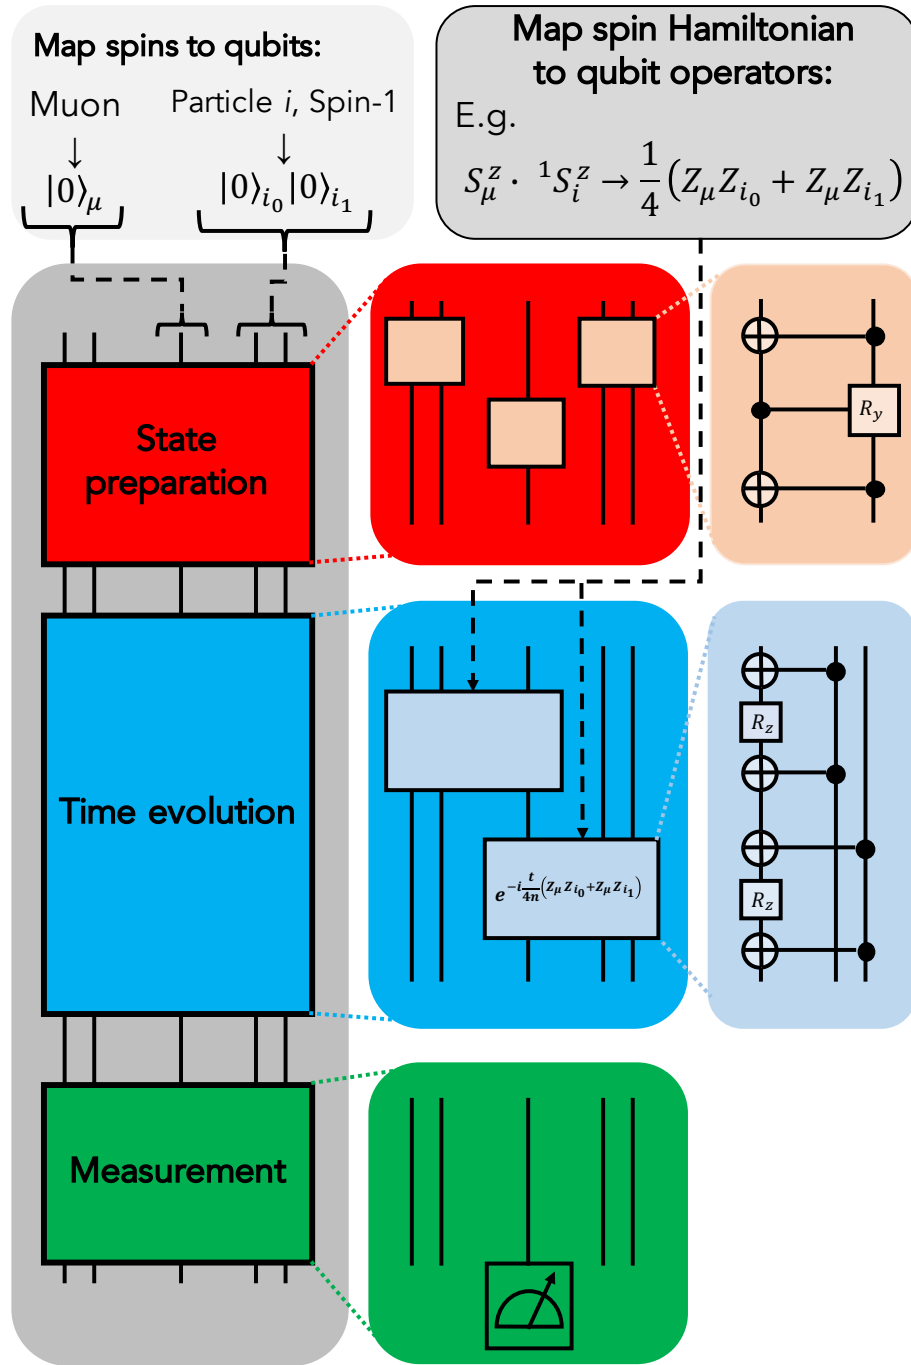 Map spins to qubits:
Muon
Particle i, Spin-1
↓
↓
|0⟩_μ
|0⟩_{i_0}|0⟩_{i_1}
Map spin Hamiltonian
to qubit operators:
E.g.
S_μ^z · ^1S_i^z → 1/4 (Z_μ Z_{i_0} + Z_μ Z_{i_1})
State
preparation
R_y
Time evolution
e^{-i t/4n (Z_μ Z_{i_0} + Z_μ Z_{i_1})}
R_z
R_z
Measurement